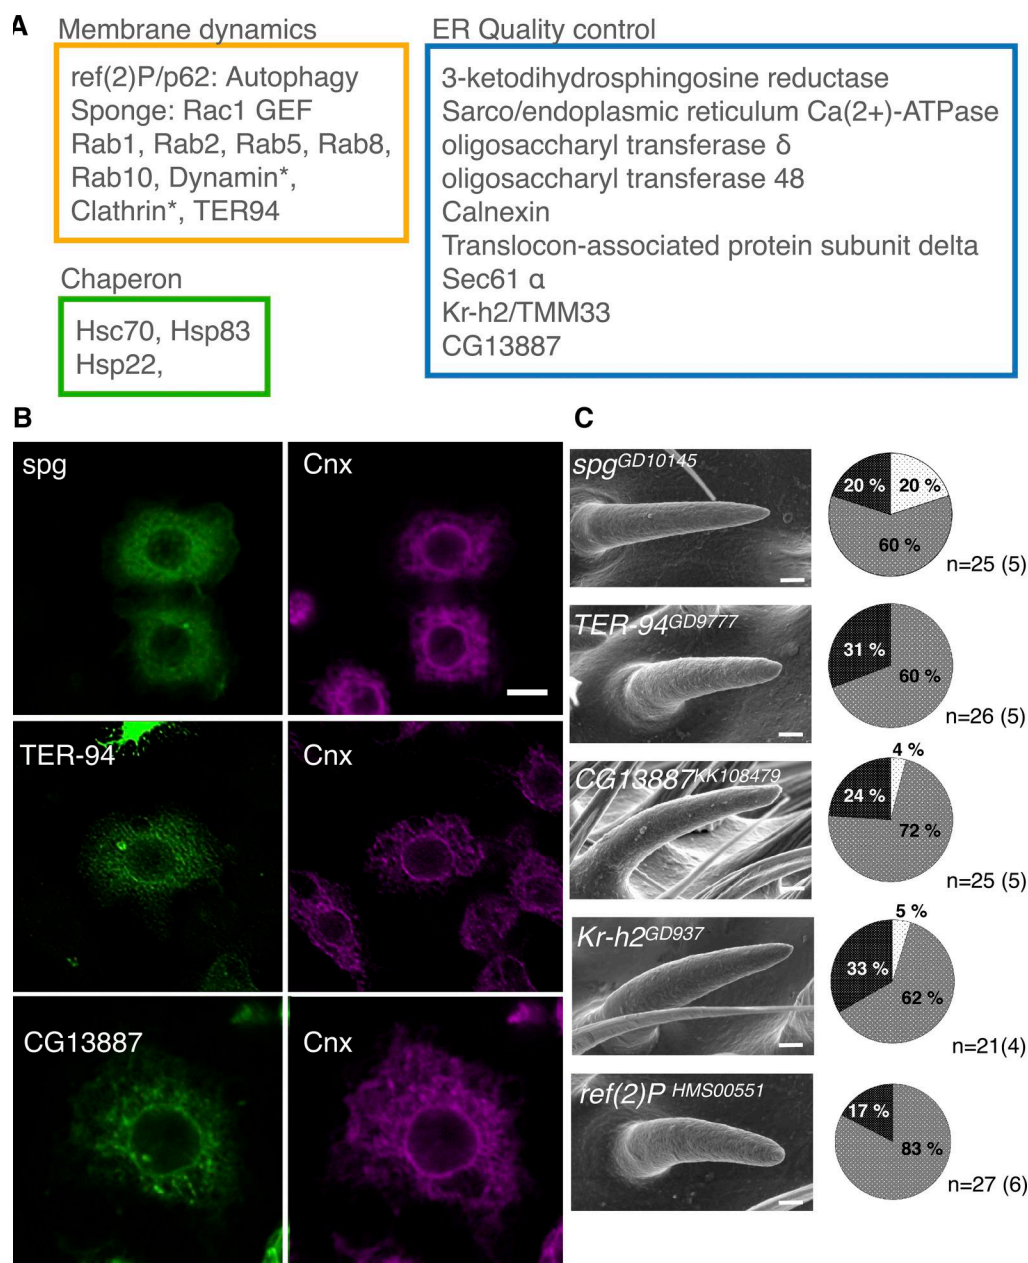 A
Membrane dynamics
ref(2)P/p62: Autophagy
Sponge: Rac1 GEF
Rab1, Rab2, Rab5, Rab8,
Rab10, Dynamin*,
Clathrin*, TER94
Chaperon
Hsc70, Hsp83
Hsp22,
ER Quality control
3-ketodihydrosphingosine reductase
Sarco/endoplasmic reticulum Ca(2+)-ATPase
oligosaccharyl transferase δ
oligosaccharyl transferase 48
Calnexin
Translocon-associated protein subunit delta
Sec61 α
Kr-h2/TMM33
CG13887
B
spg
Cnx
TER-94
Cnx
CG13887
Cnx
C
spgGD10145
20 %
20 %
60 %
n=25 (5)
TER-94GD9777
31 %
60 %
n=26 (5)
CG13887KK108479
4 %
24 %
72 %
n=25 (5)
Kr-h2GD937
5 %
33 %
62 %
n=21(4)
ref(2)P HMS00551
17 %
83 %
n=27 (6)